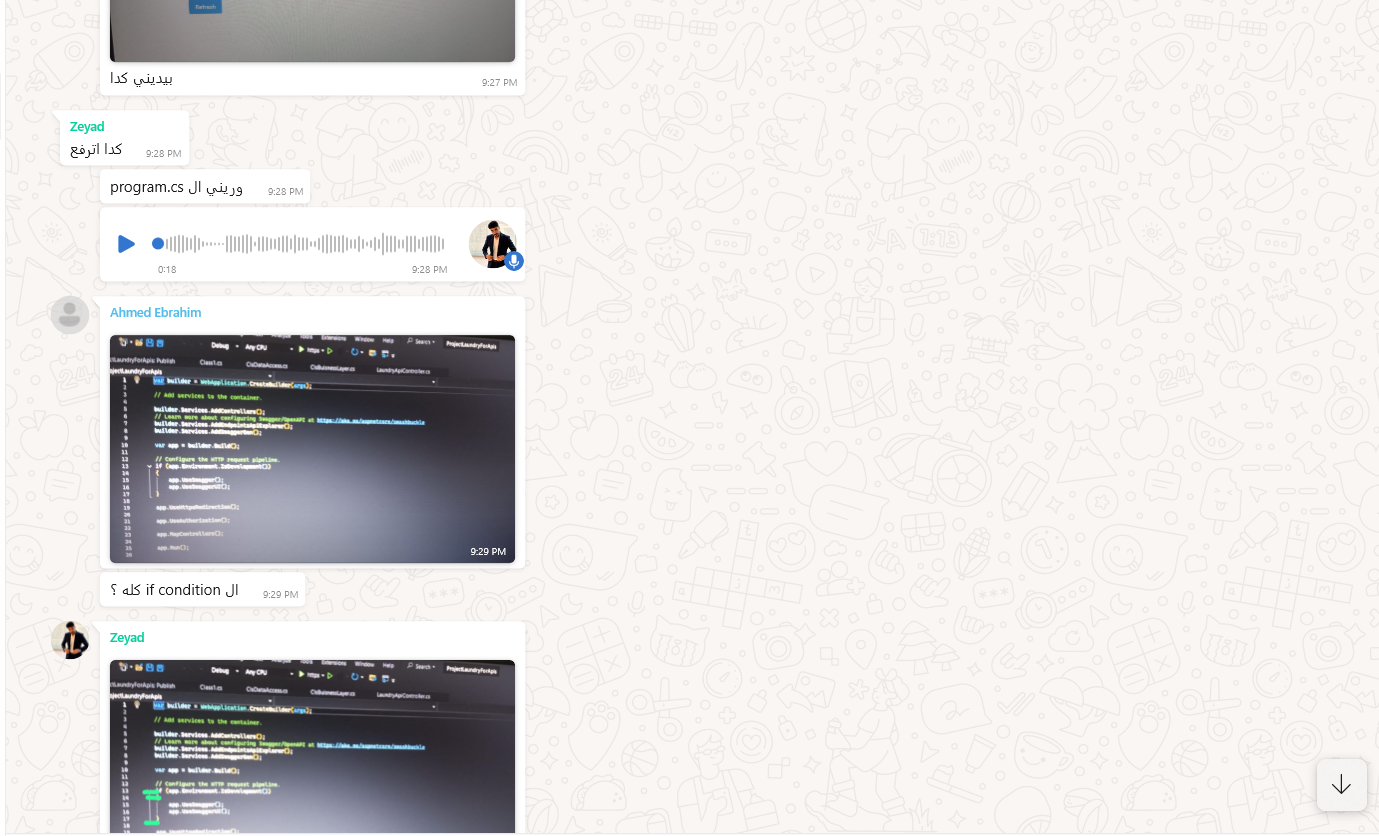 Refresh
بيديني كدا
9:27 PM
Zeyad
كدا اترفع
9:28 PM
وريني ال program.cs
9:28 PM
0:18
9:28 PM
Ahmed Ebrahim
Extensions Window Help Search
ProjectLaundryForApis
Debug Any CPU https
ProjectLaundryForApis: Publish Class1.cs ClsDataAccess.cs ClsBuisnessLayer.cs LaundryApiController.cs
1 var builder = WebApplication.CreateBuilder(args);
2
3 // Add services to the container.
4
5 builder.Services.AddControllers();
6 // Learn more about configuring Swagger/OpenAPI at https://aka.ms/aspnetcore/swashbuckle
7 builder.Services.AddEndpointsApiExplorer();
8 builder.Services.AddSwaggerGen();
9
10 var app = builder.Build();
11
12 // Configure the HTTP request pipeline.
13 if (app.Environment.IsDevelopment())
14 {
15 app.UseSwagger();
16 app.UseSwaggerUI();
17 }
18
19 app.UseHttpsRedirection();
20
21 app.UseAuthorization();
22
23 app.MapControllers();
24
25 app.Run();
26
9:29 PM
ال if condition كله ؟
9:29 PM
Zeyad
Extensions Window Help Search
ProjectLaundryForApis
Debug Any CPU https
ProjectLaundryForApis: Publish Class1.cs ClsDataAccess.cs ClsBuisnessLayer.cs LaundryApiController.cs
1 var builder = WebApplication.CreateBuilder(args);
2
3 // Add services to the container.
4
5 builder.Services.AddControllers();
6 // Learn more about configuring Swagger/OpenAPI at https://aka.ms/aspnetcore/swashbuckle
7 builder.Services.AddEndpointsApiExplorer();
8 builder.Services.AddSwaggerGen();
9
10 var app = builder.Build();
11
12 // Configure the HTTP request pipeline.
13 if (app.Environment.IsDevelopment())
14
15 app.UseSwagger();
16 app.UseSwaggerUI();
17
18